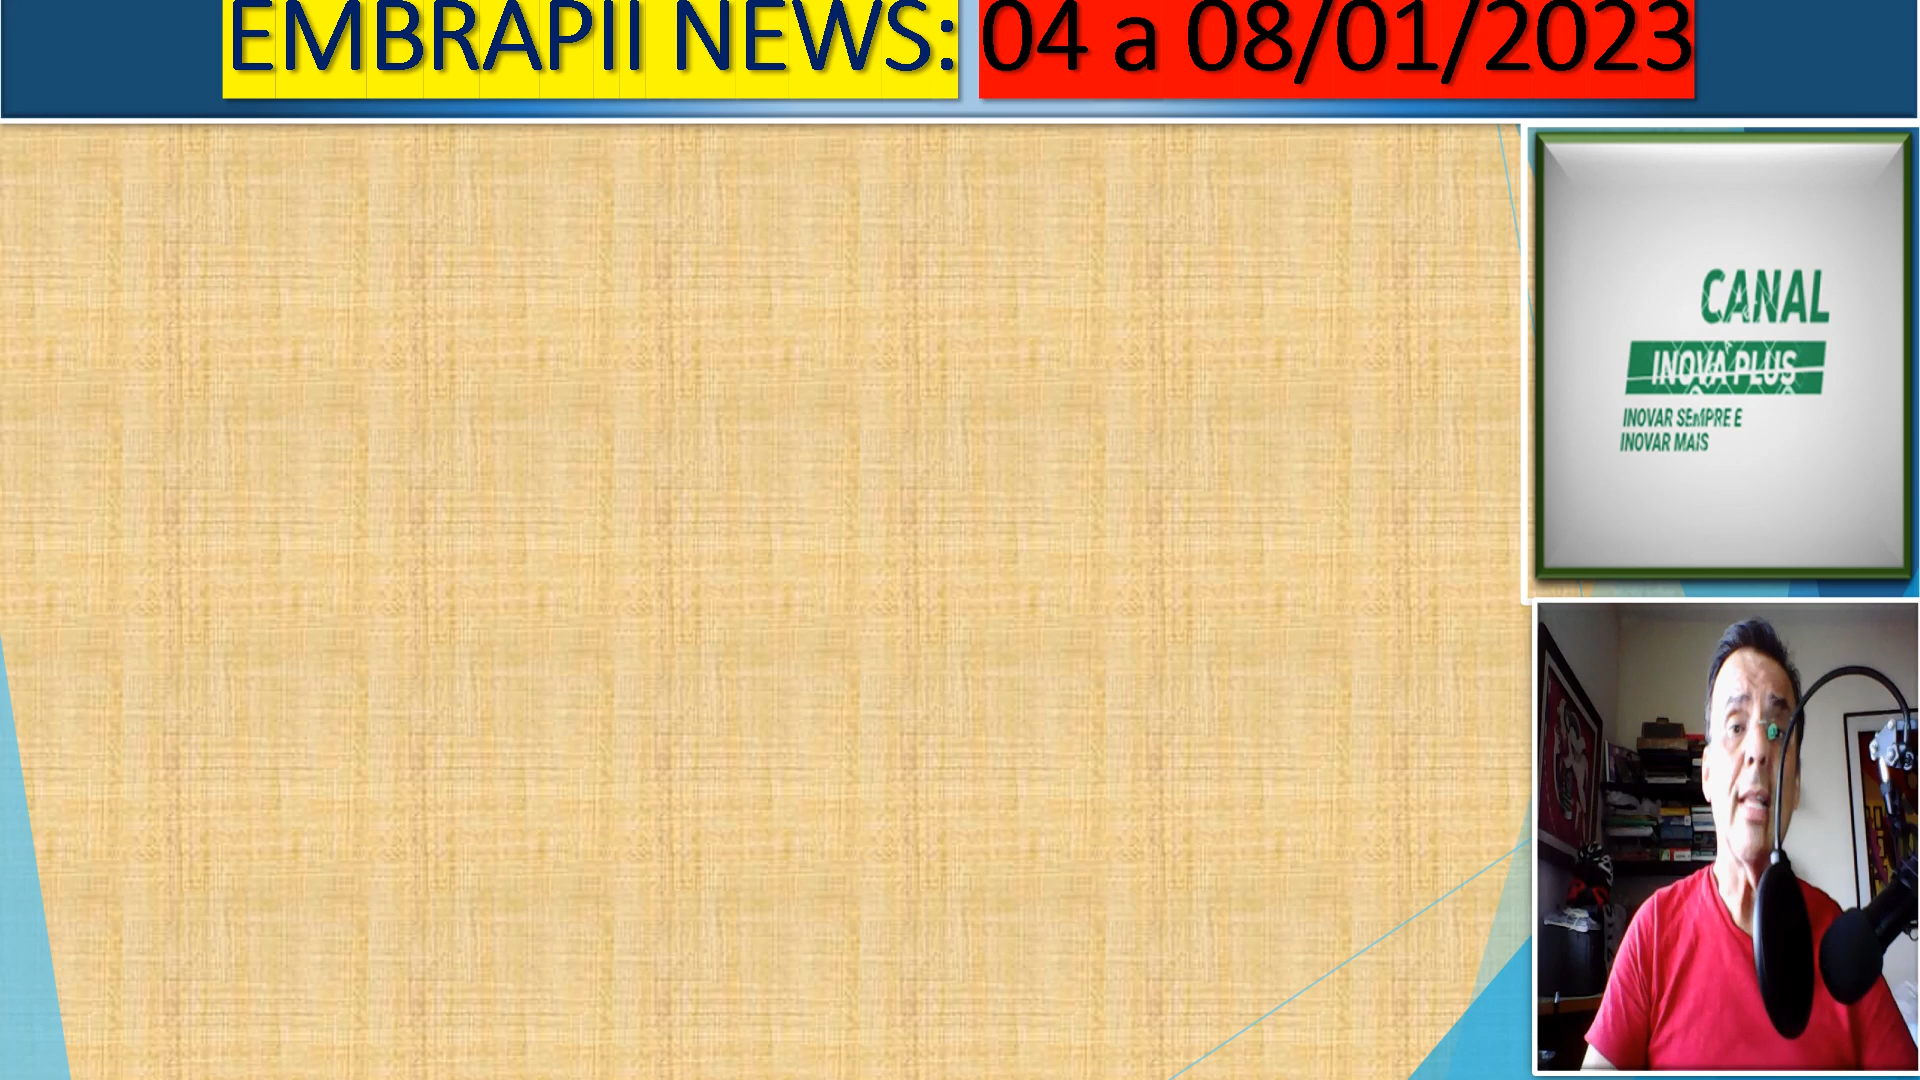 EMBRAPII NEWS: 04 a 08/01/2023
CANAL
INOVA PLUS
INOVAR SEMPRE É
INOVAR MAIS